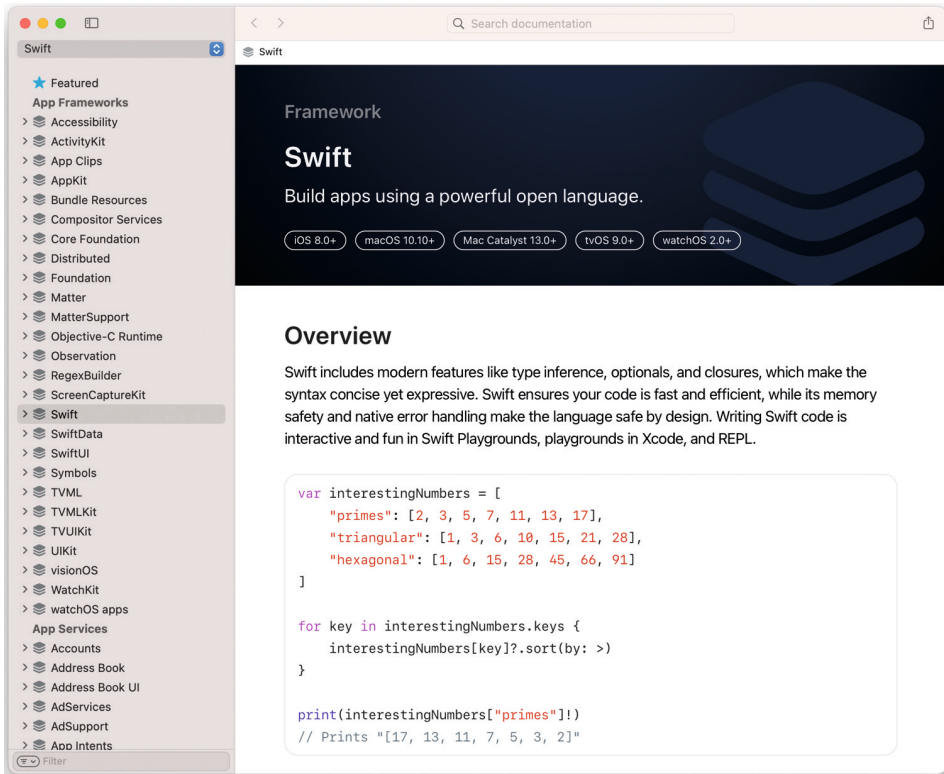 Search documentation
Swift
Swift
Featured
App Frameworks
Accessibility
ActivityKit
App Clips
AppKit
Bundle Resources
Compositor Services
Core Foundation
Distributed
Foundation
Matter
MatterSupport
Objective-C Runtime
Observation
RegexBuilder
ScreenCaptureKit
Swift
SwiftData
SwiftUI
Symbols
TVML
TVMLKit
TVUIKit
UIKit
visionOS
WatchKit
watchOS apps
App Services
Accounts
Address Book
Address Book UI
AdServices
AdSupport
App Intents
Filter
Framework
Swift
Build apps using a powerful open language.
iOS 8.0+ macOS 10.10+ Mac Catalyst 13.0+ tvOS 9.0+ watchOS 2.0+
Overview
Swift includes modern features like type inference, optionals, and closures, which make the
syntax concise yet expressive. Swift ensures your code is fast and efficient, while its memory
safety and native error handling make the language safe by design. Writing Swift code is
interactive and fun in Swift Playgrounds, playgrounds in Xcode, and REPL.
var interestingNumbers = [
    "primes": [2, 3, 5, 7, 11, 13, 17],
    "triangular": [1, 3, 6, 10, 15, 21, 28],
    "hexagonal": [1, 6, 15, 28, 45, 66, 91]
]
for key in interestingNumbers.keys {
    interestingNumbers[key]?.sort(by: >)
}
print(interestingNumbers["primes"]!)
// Prints "[17, 13, 11, 7, 5, 3, 2]"